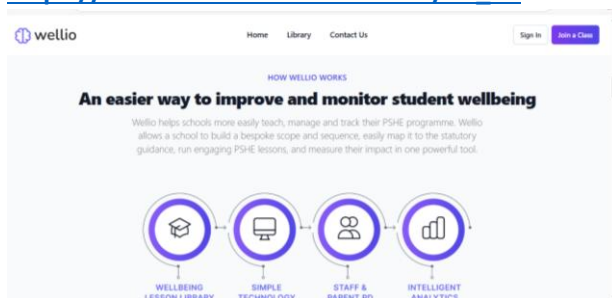 wellio
Home Library Contact Us
Sign In Join a Class
HOW WELLIO WORKS
An easier way to improve and monitor student wellbeing
Wellio helps schools more easily teach, manage and track their PSHE programme. Wellio
allows a school to build a bespoke scope and sequence, easily map it to the statutory
guidance, run engaging PSHE lessons, and measure their impact in one powerful tool.
WELLBEING SIMPLE STAFF & INTELLIGENT
LESSON LIBRARY TECHNOLOGY PARENT PD ANALYTICS